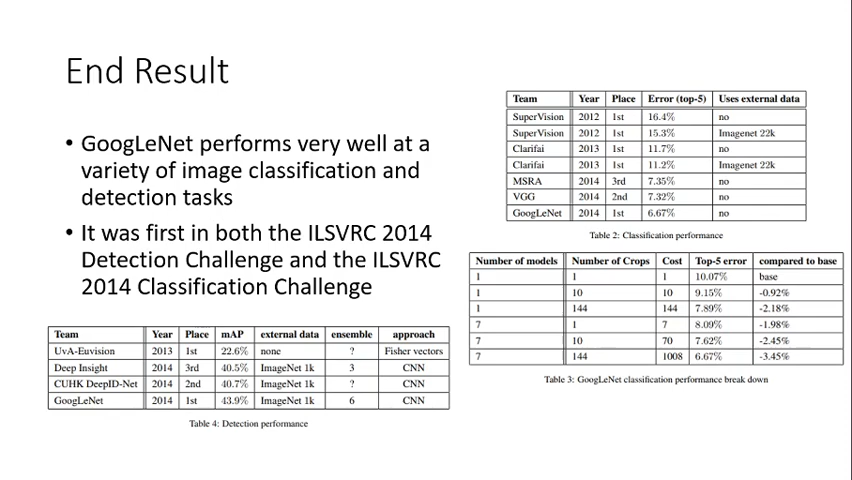 End Result
• GoogLeNet performs very well at a
variety of image classification and
detection tasks
• It was first in both the ILSVRC 2014
Detection Challenge and the ILSVRC
2014 Classification Challenge
Team Year Place mAP external data ensemble approach
UvA-Euvision 2013 1st 22.6% none ? Fisher vectors
Deep Insight 2014 3rd 40.5% ImageNet 1k 3 CNN
CUHK DeepID-Net 2014 2nd 40.7% ImageNet 1k ? CNN
GoogLeNet 2014 1st 43.9% ImageNet 1k 6 CNN
Table 4: Detection performance
Team Year Place Error (top-5) Uses external data
SuperVision 2012 1st 16.4% no
SuperVision 2012 1st 15.3% Imagenet 22k
Clarifai 2013 1st 11.7% no
Clarifai 2013 1st 11.2% Imagenet 22k
MSRA 2014 3rd 7.35% no
VGG 2014 2nd 7.32% no
GoogLeNet 2014 1st 6.67% no
Table 2: Classification performance
Number of models Number of Crops Cost Top-5 error compared to base
1 1 1 10.07% base
1 10 10 9.15% -0.92%
1 144 144 7.89% -2.18%
7 1 7 8.09% -1.98%
7 10 70 7.62% -2.45%
7 144 1008 6.67% -3.45%
Table 3: GoogLeNet classification performance break down